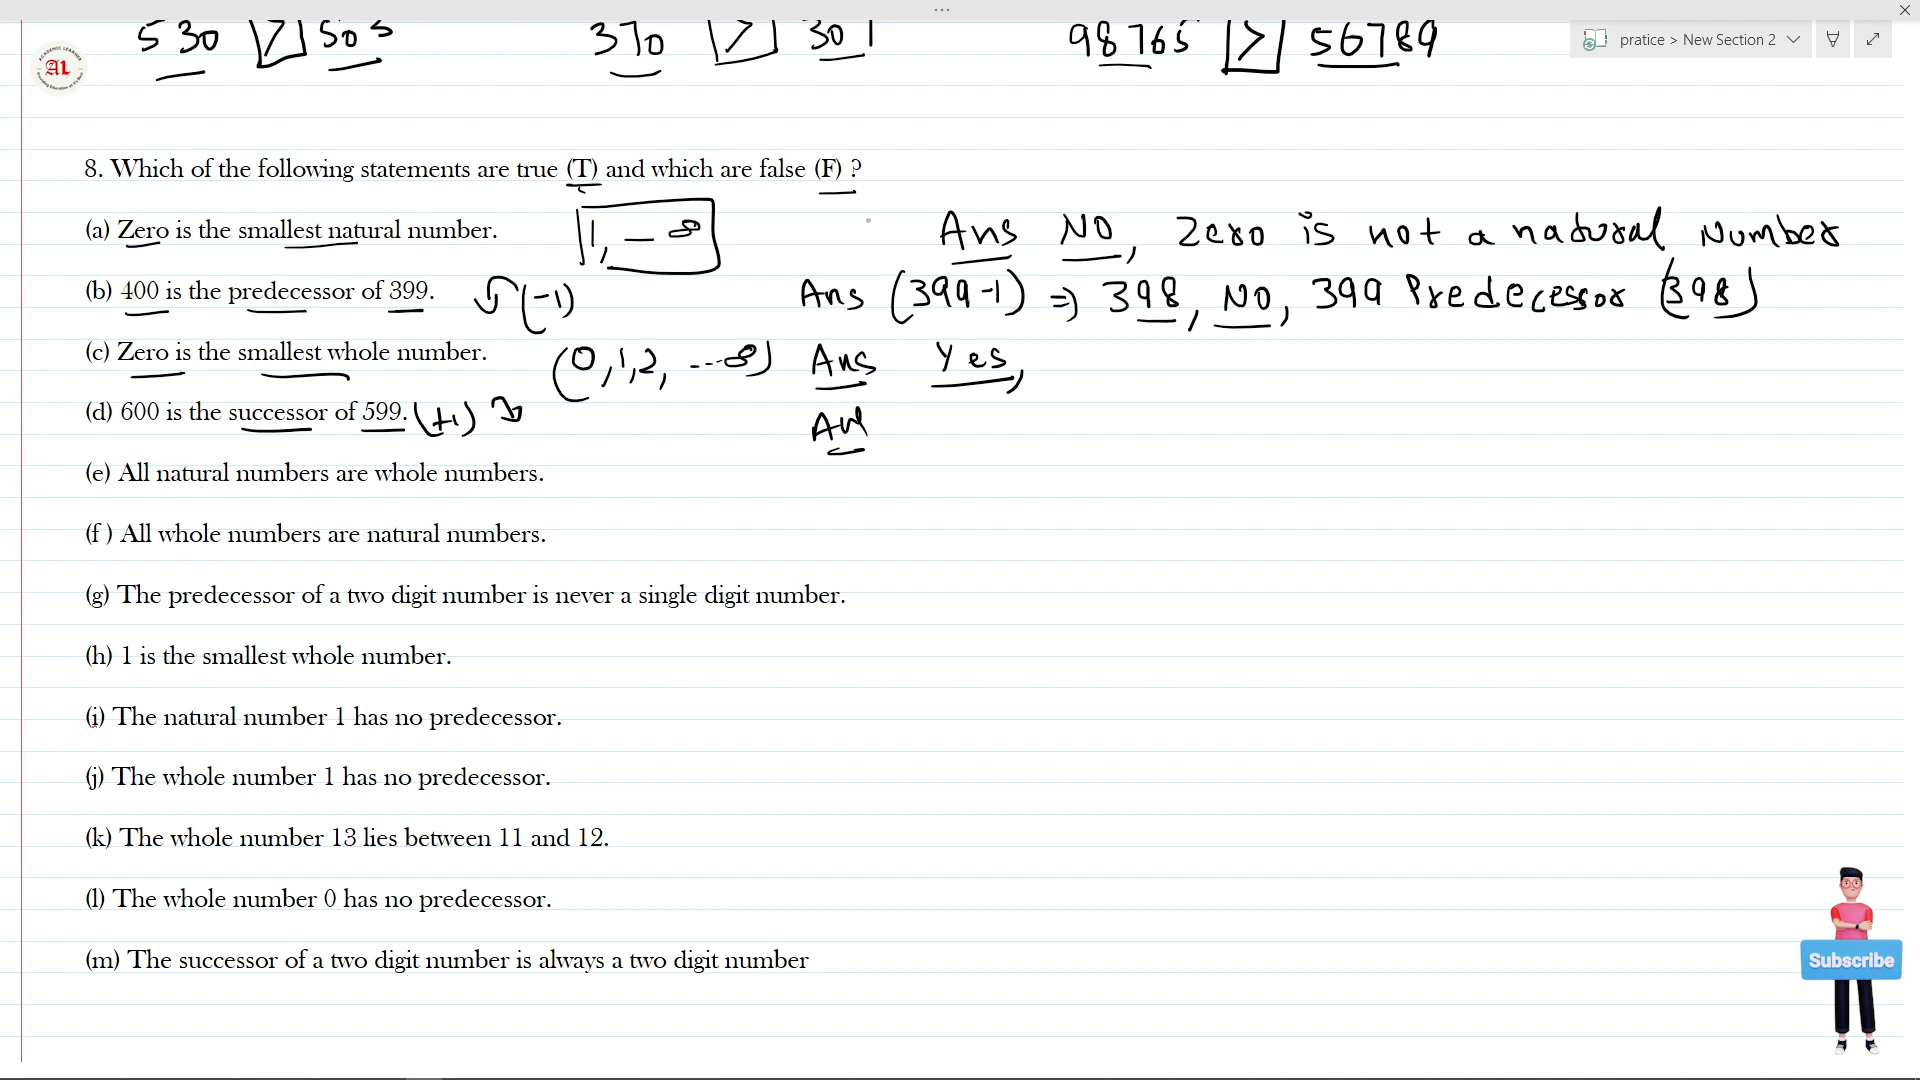 530 > 505 370 > 301 98765 > 56789
pratice > New Section 2
AL
8. Which of the following statements are true (T) and which are false (F) ?
(a) Zero is the smallest natural number. 1, – ∞ Ans NO, Zero is not a natural Number
(b) 400 is the predecessor of 399. (-1) Ans (399-1) ⇒ 398, NO, 399 Predecessor (398)
(c) Zero is the smallest whole number. (0,1,2, ...∞) Ans Yes,
(d) 600 is the successor of 599. (+1) Ans
(e) All natural numbers are whole numbers.
(f ) All whole numbers are natural numbers.
(g) The predecessor of a two digit number is never a single digit number.
(h) 1 is the smallest whole number.
(i) The natural number 1 has no predecessor.
(j) The whole number 1 has no predecessor.
(k) The whole number 13 lies between 11 and 12.
(l) The whole number 0 has no predecessor.
Subscribe
(m) The successor of a two digit number is always a two digit number